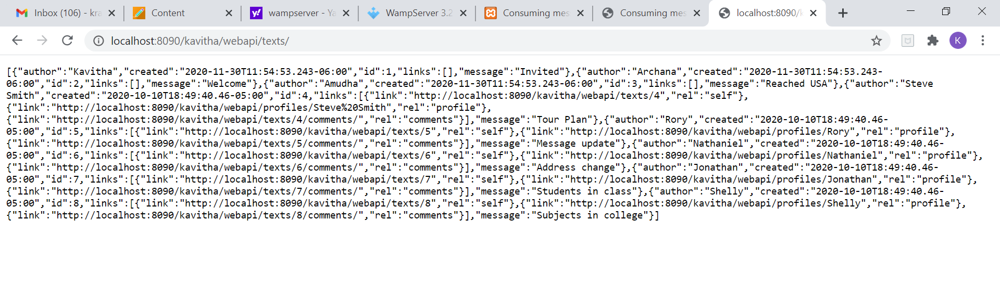 Inbox (106) - kra
Content
wampserver - Ya
WampServer 3.2
Consuming mes
Consuming mes
localhost:8090/k
localhost:8090/kavitha/webapi/texts/
K
[{"author":"Kavitha","created":"2020-11-30T11:54:53.243-06:00","id":1,"links":[],"message":"Invited"},{"author":"Archana","created":"2020-11-30T11:54:53.243-
06:00","id":2,"links":[],"message":"Welcome"},{"author":"Amudha","created":"2020-11-30T11:54:53.243-06:00","id":3,"links":[],"message":"Reached USA"},{"author":"Steve
Smith","created":"2020-10-10T18:49:40.46-05:00","id":4,"links":[{"link":"http://localhost:8090/kavitha/webapi/texts/4","rel":"self"},
{"link":"http://localhost:8090/kavitha/webapi/profiles/Steve%20Smith","rel":"profile"},
{"link":"http://localhost:8090/kavitha/webapi/texts/4/comments/","rel":"comments"}],"message":"Tour Plan"},{"author":"Rory","created":"2020-10-10T18:49:40.46-
05:00","id":5,"links":[{"link":"http://localhost:8090/kavitha/webapi/texts/5","rel":"self"},{"link":"http://localhost:8090/kavitha/webapi/profiles/Rory","rel":"profile"},
{"link":"http://localhost:8090/kavitha/webapi/texts/5/comments/","rel":"comments"}],"message":"Message update"},{"author":"Nathaniel","created":"2020-10-10T18:49:40.46-
05:00","id":6,"links":[{"link":"http://localhost:8090/kavitha/webapi/texts/6","rel":"self"},{"link":"http://localhost:8090/kavitha/webapi/profiles/Nathaniel","rel":"profile"},
{"link":"http://localhost:8090/kavitha/webapi/texts/6/comments/","rel":"comments"}],"message":"Address change"},{"author":"Jonathan","created":"2020-10-10T18:49:40.46-
05:00","id":7,"links":[{"link":"http://localhost:8090/kavitha/webapi/texts/7","rel":"self"},{"link":"http://localhost:8090/kavitha/webapi/profiles/Jonathan","rel":"profile"},
{"link":"http://localhost:8090/kavitha/webapi/texts/7/comments/","rel":"comments"}],"message":"Students in class"},{"author":"Shelly","created":"2020-10-10T18:49:40.46-
05:00","id":8,"links":[{"link":"http://localhost:8090/kavitha/webapi/texts/8","rel":"self"},{"link":"http://localhost:8090/kavitha/webapi/profiles/Shelly","rel":"profile"},
{"link":"http://localhost:8090/kavitha/webapi/texts/8/comments/","rel":"comments"}],"message":"Subjects in college"}]